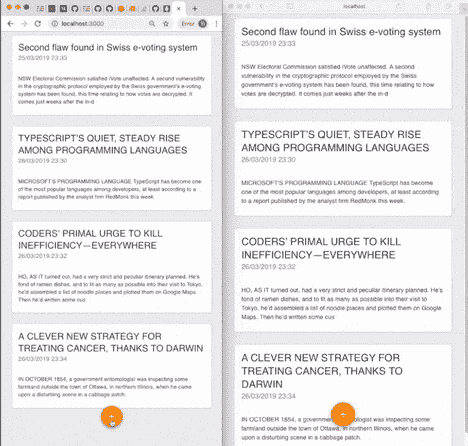 localhost:3000
Error
localhost
Second flaw found in Swiss e-voting system
25/03/2019 23:33
NSW Electoral Commission satisfied iVote unaffected. A second vulnerability
in the cryptographic protocol employed by the Swiss government's e-voting
system has been found, this time relating to how votes are decrypted. It
comes just weeks after the in-d
TYPESCRIPT'S QUIET, STEADY RISE
AMONG PROGRAMMING LANGUAGES
26/03/2019 23:30
MICROSOFT'S PROGRAMMING LANGUAGE TypeScript has become
one of the most popular languages among developers, at least according to a
report published by the analyst firm RedMonk this week.
CODERS' PRIMAL URGE TO KILL
INEFFICIENCY—EVERYWHERE
26/03/2019 23:32
HO, AS IT turned out, had a very strict and peculiar itinerary planned. He's
fond of ramen dishes, and to fit as many as possible into their visit to Tokyo,
he'd assembled a list of noodle places and plotted them on Google Maps.
Then he'd written some cus
A CLEVER NEW STRATEGY FOR
TREATING CANCER, THANKS TO DARWIN
26/03/2019 23:34
IN OCTOBER 1854, a government entomologist was inspecting some
farmland outside the town of Ottawa, in northern Illinois, when he came
upon a disturbing scene in a cabbage patch.
Second flaw found in Swiss e-voting system
25/03/2019 23:33
NSW Electoral Commission satisfied iVote unaffected. A second
vulnerability in the cryptographic protocol employed by the Swiss
government's e-voting system has been found, this time relating to how
votes are decrypted. It comes just weeks after the in-d
TYPESCRIPT'S QUIET, STEADY RISE
AMONG PROGRAMMING LANGUAGES
26/03/2019 23:30
MICROSOFT'S PROGRAMMING LANGUAGE TypeScript has become
one of the most popular languages among developers, at least according to
a report published by the analyst firm RedMonk this week.
CODERS' PRIMAL URGE TO KILL
INEFFICIENCY—EVERYWHERE
26/03/2019 23:32
HO, AS IT turned out, had a very strict and peculiar itinerary planned. He's
fond of ramen dishes, and to fit as many as possible into their visit to
Tokyo, he'd assembled a list of noodle places and plotted them on Google
Maps. Then he'd written some cus
A CLEVER NEW STRATEGY FOR
TREATING CANCER, THANKS TO
DARWIN
26/03/2019 23:34
IN OCTOBER 1854, a government entomologist was inspecting some
farmland outside the town of Ottawa, in northern Illinois, when he came
upon a disturbing scene in a cabbage patch.